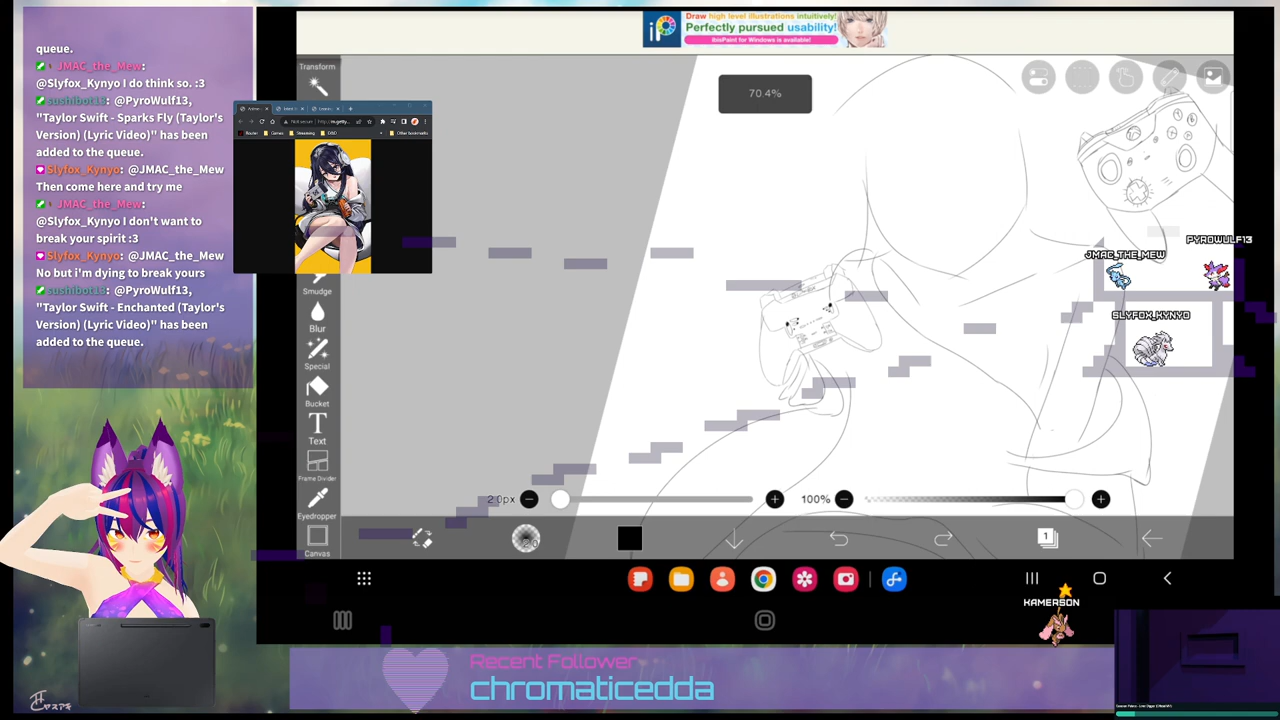 queue.
JMAC_the_Mew:
@Slyfox_Kynyo I do think so. :3
sushibot13: @PyroWulf13,
"Taylor Swift - Sparks Fly (Taylor's
Version) (Lyric Video)" has been
added to the queue.
Slyfox_Kynyo: @JMAC_the_Mew
Then come here and try me
JMAC_the_Mew:
@Slyfox_Kynyo I don't want to
break your spirit :3
Slyfox_Kynyo: @JMAC_the_Mew
No but i'm dying to break yours
sushibot13: @PyroWulf13,
"Taylor Swift - Enchanted (Taylor's
Version) (Lyric Video)" has been
added to the queue.
Draw high level illustrations intuitively!
Perfectly pursued usability!
ibisPaint for Windows is available!
70.4%
Transform
Smudge
Blur
Special
Bucket
Text
Frame Divider
Eyedropper
Canvas
2.0px
100%
2.0
1
PYROWULF13
JMAC_THE_MEW
SLYFOX_KYNYO
KAMERSON
Recent Follower
chromaticedda